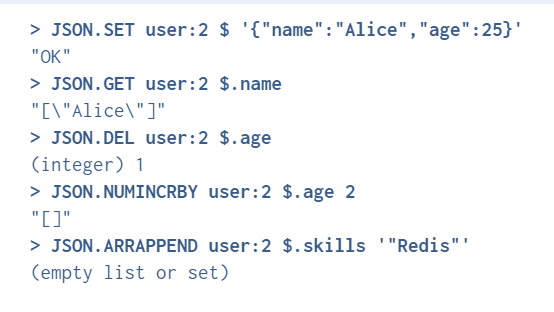 > JSON.SET user:2 $ '{"name":"Alice","age":25}'
"OK"
> JSON.GET user:2 $.name
"[\"Alice\"]"
> JSON.DEL user:2 $.age
(integer) 1
> JSON.NUMINCRBY user:2 $.age 2
"[]"
> JSON.ARRAPPEND user:2 $.skills '"Redis"'
(empty list or set)